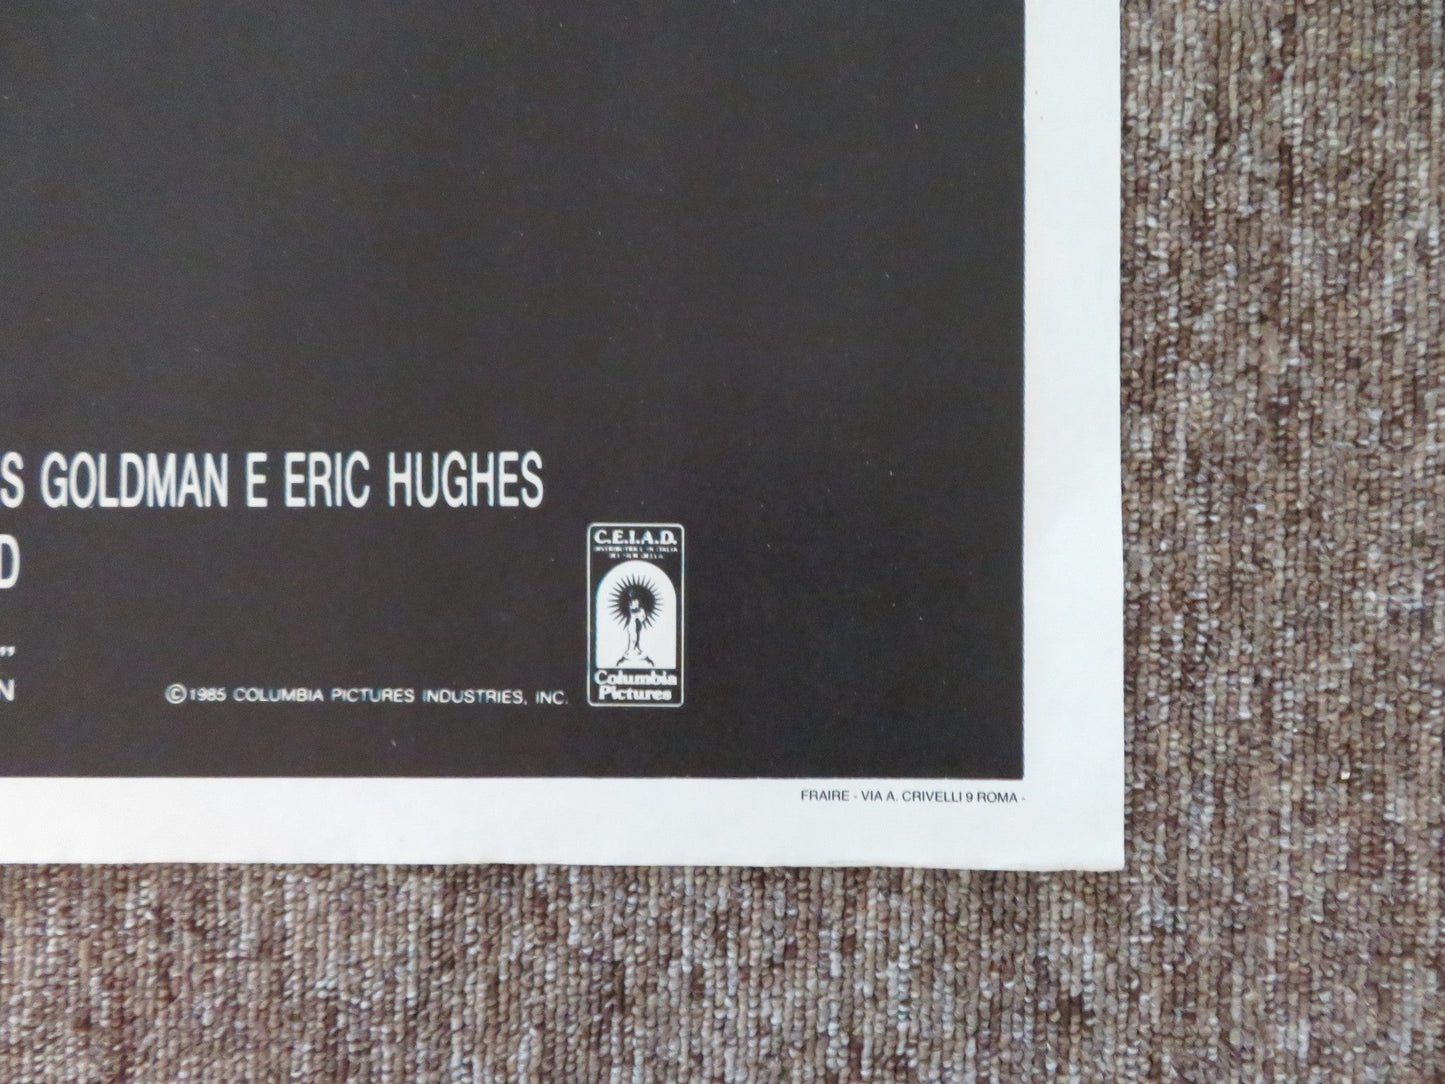 S GOLDMAN E ERIC HUGHES
D
"
N
©1985 COLUMBIA PICTURES INDUSTRIES, INC.
C.E.I.A.D.
Columbia
Pictures
FRAIRE - VIA A. CRIVELLI 9 ROMA -